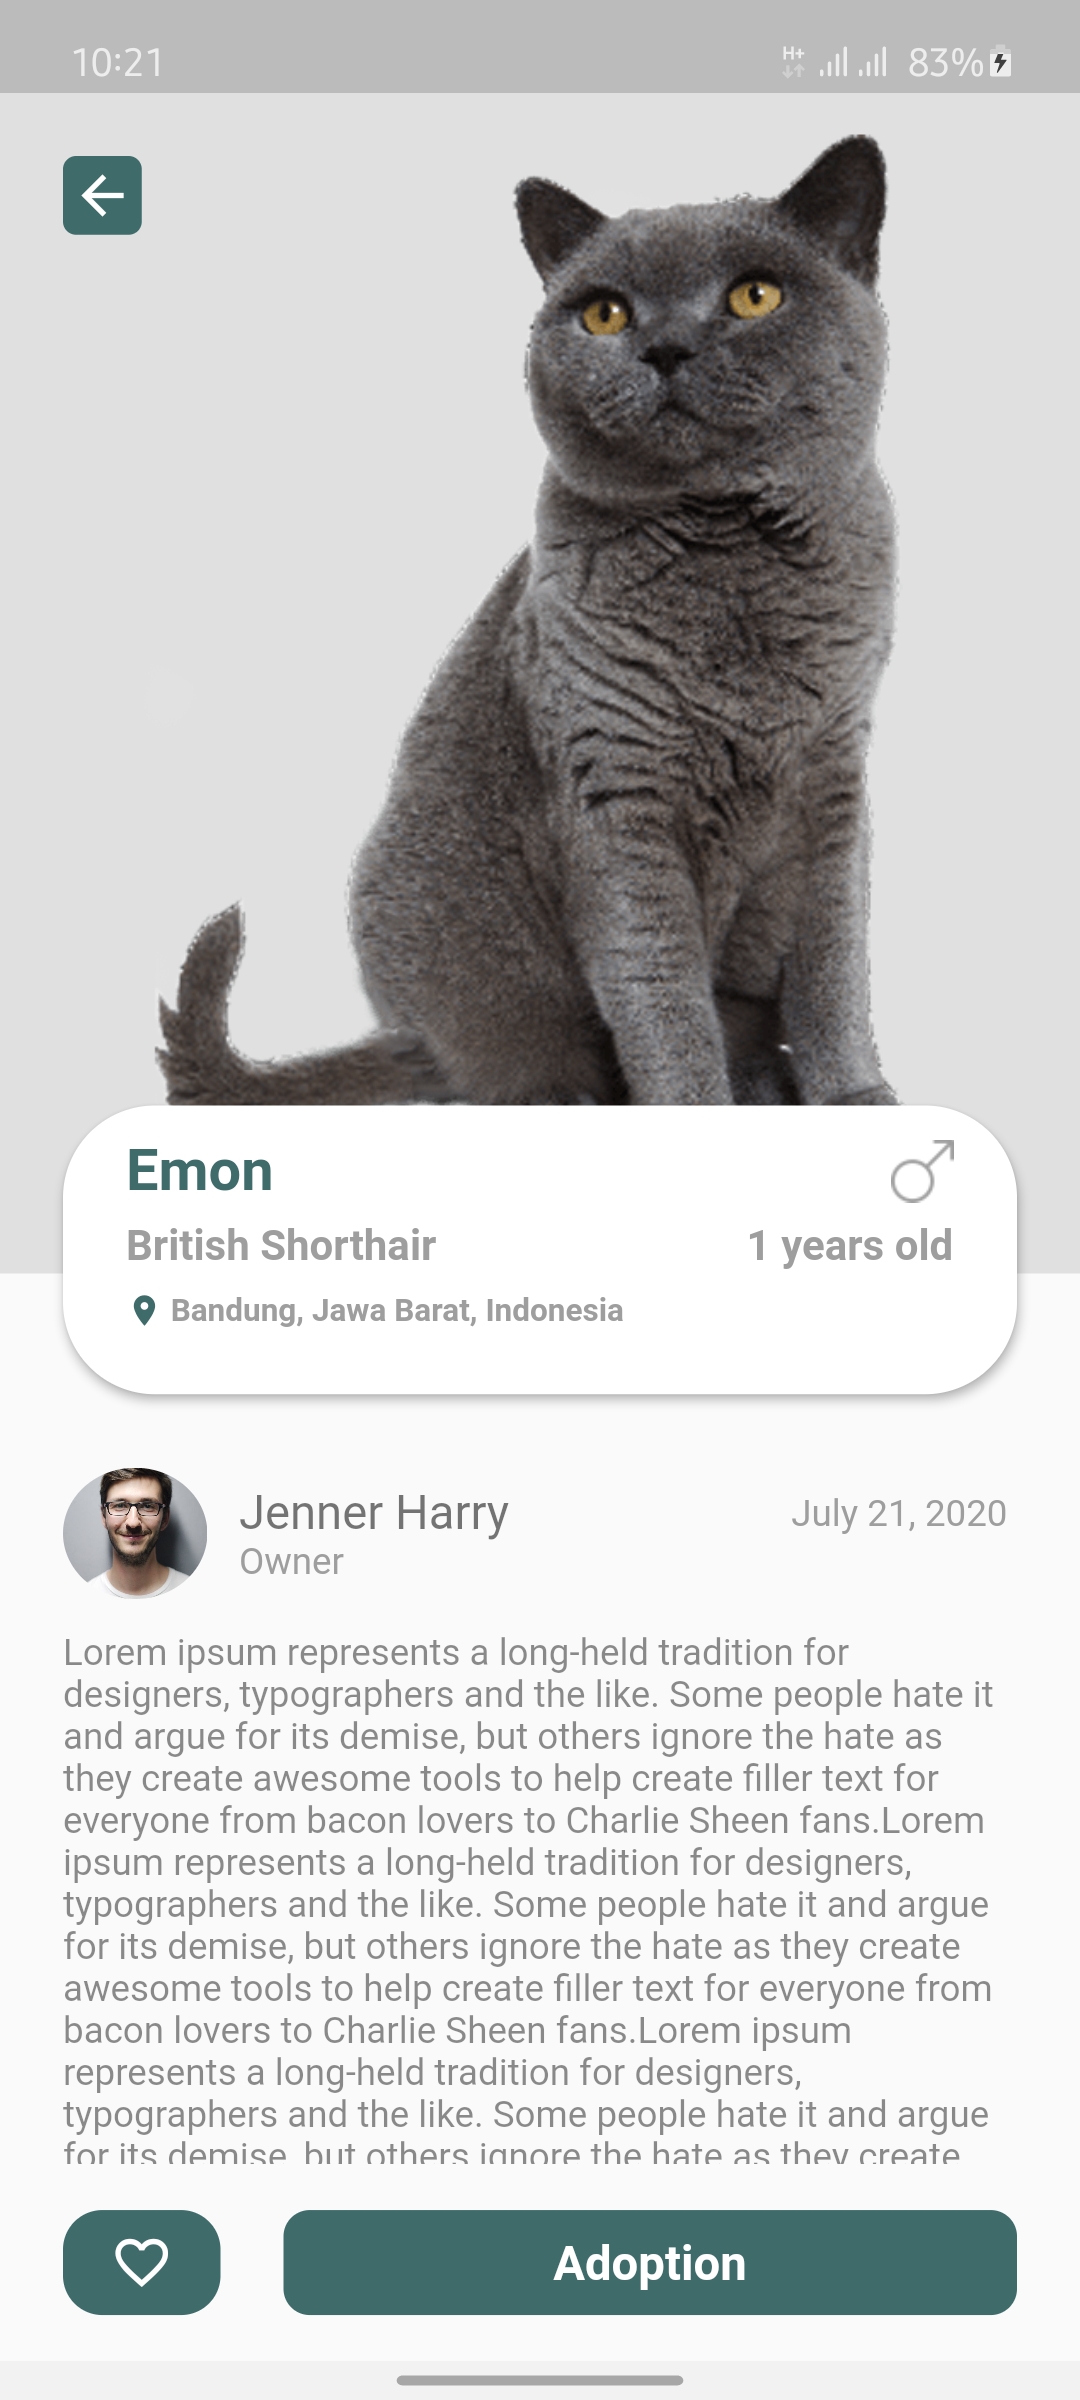 10:21
H+
83%
Emon
British Shorthair
1 years old
Bandung, Jawa Barat, Indonesia
Jenner Harry
July 21, 2020
Owner
Lorem ipsum represents a long-held tradition for
designers, typographers and the like. Some people hate it
and argue for its demise, but others ignore the hate as
they create awesome tools to help create filler text for
everyone from bacon lovers to Charlie Sheen fans.Lorem
ipsum represents a long-held tradition for designers,
typographers and the like. Some people hate it and argue
for its demise, but others ignore the hate as they create
awesome tools to help create filler text for everyone from
bacon lovers to Charlie Sheen fans.Lorem ipsum
represents a long-held tradition for designers,
typographers and the like. Some people hate it and argue
for its demise, but others ignore the hate as they create
Adoption